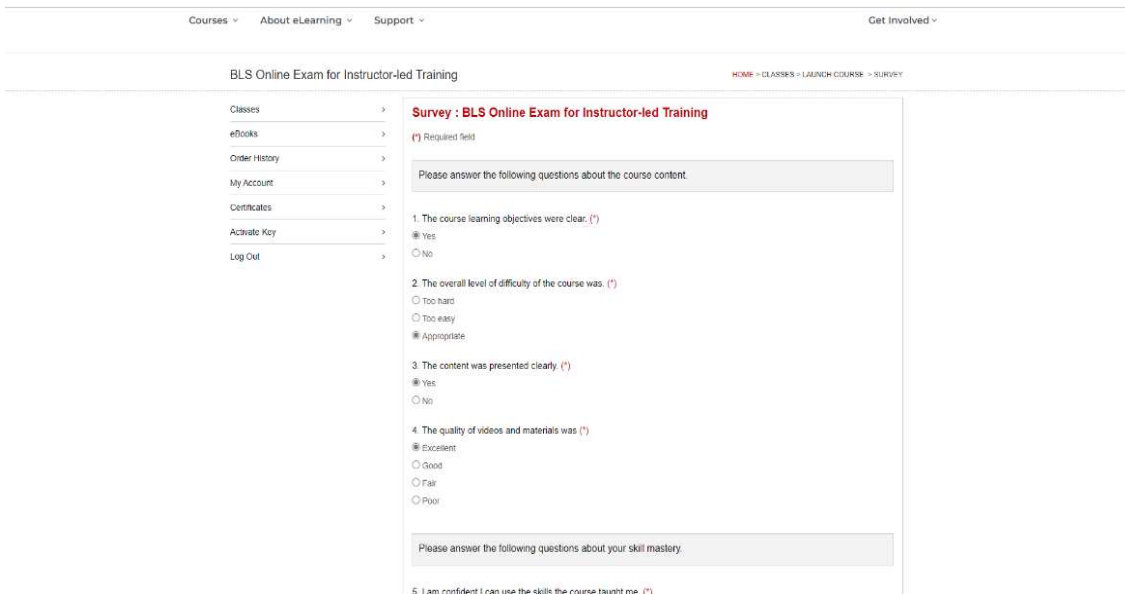 Courses About eLearning Support Get Involved
BLS Online Exam for Instructor-led Training HOME > CLASSES > LAUNCH COURSE > SURVEY
Classes
eBooks
Order History
My Account
Certificates
Activate Key
Log Out
Survey : BLS Online Exam for Instructor-led Training
(*) Required field
Please answer the following questions about the course content.
1. The course learning objectives were clear. (*)
Yes
No
2. The overall level of difficulty of the course was. (*)
Too hard
Too easy
Appropriate
3. The content was presented clearly. (*)
Yes
No
4. The quality of videos and materials was (*)
Excellent
Good
Fair
Poor
Please answer the following questions about your skill mastery.
5. I am confident I can use the skills the course taught me. (*)